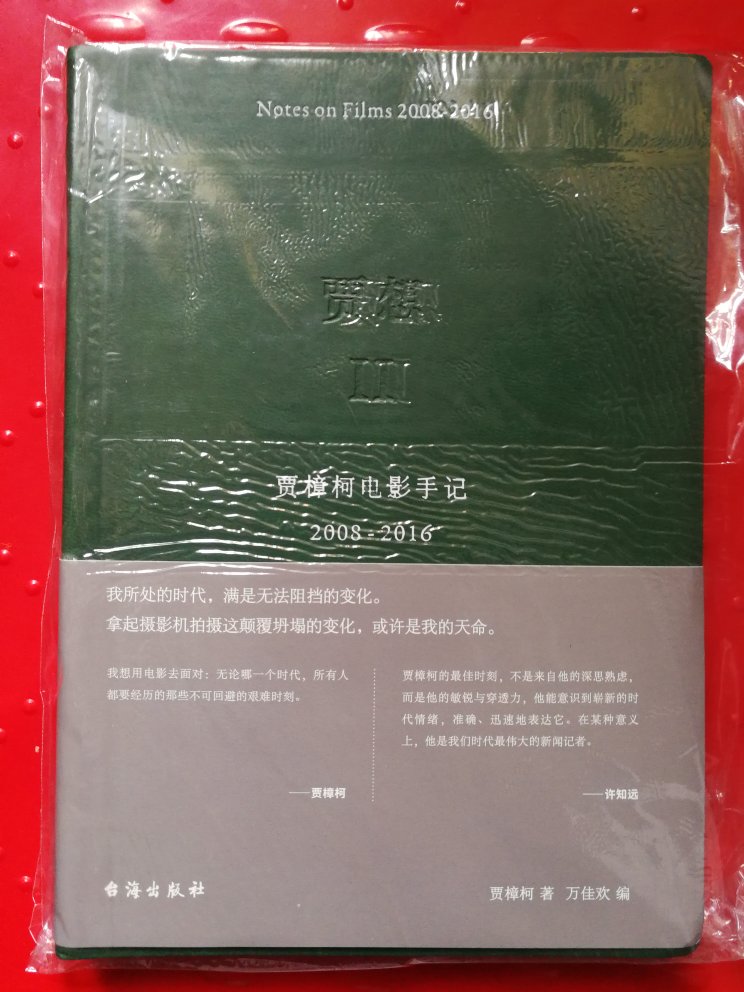 Notes on Films 2008-2016
贾想
III
贾樟柯电影手记
2008-2016
我所处的时代，满是无法阻挡的变化。
拿起摄影机拍摄这颠覆坍塌的变化，或许是我的天命。
我想用电影去面对：无论哪一个时代，所有人
都要经历的那些不可回避的艰难时刻。
——贾樟柯
贾樟柯的最佳时刻，不是来自他的深思熟虑，
而是他的敏锐与穿透力，他能意识到崭新的时
代情绪，准确、迅速地表达它。在某种意义
上，他是我们时代最伟大的新闻记者。
——许知远
台海出版社
贾樟柯 著 万佳欢 编